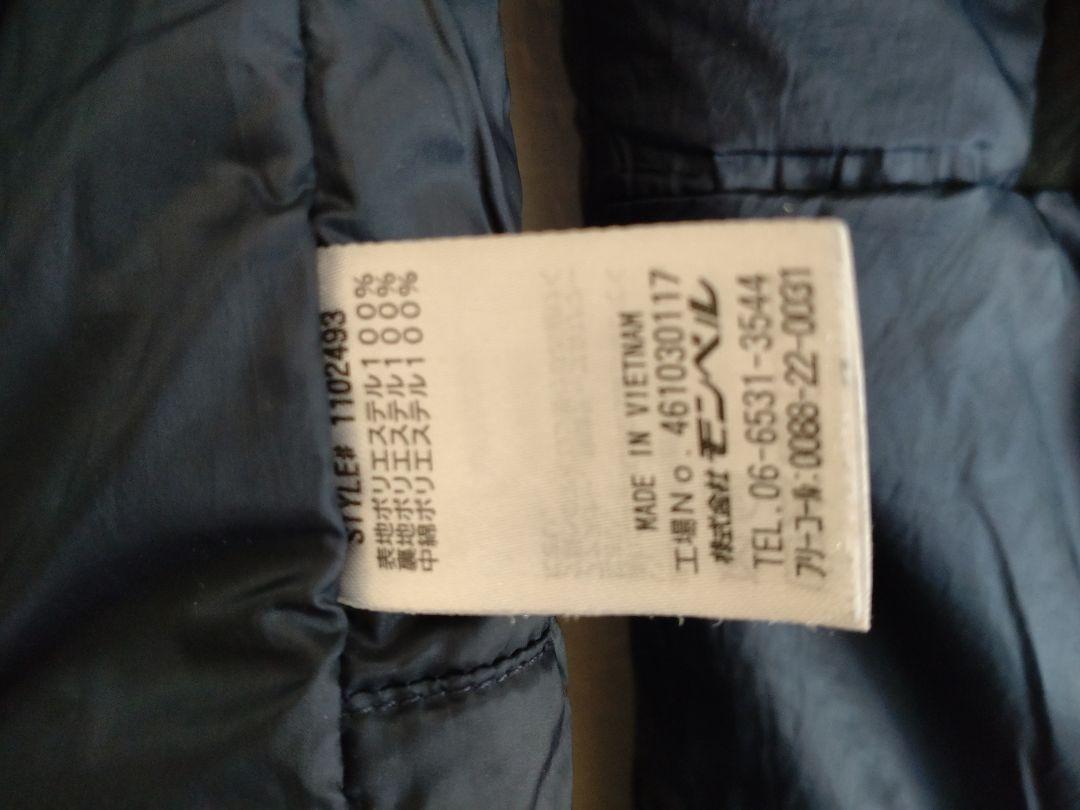 STYLE# 1102493
表地ポリエステル100%
裏地ポリエステル100%
中綿ポリエステル100%
MADE IN VIETNAM
工場No. 4610301117
株式会社モンベル
TEL.06-6531-3544
フリーコール:0088-22-0031